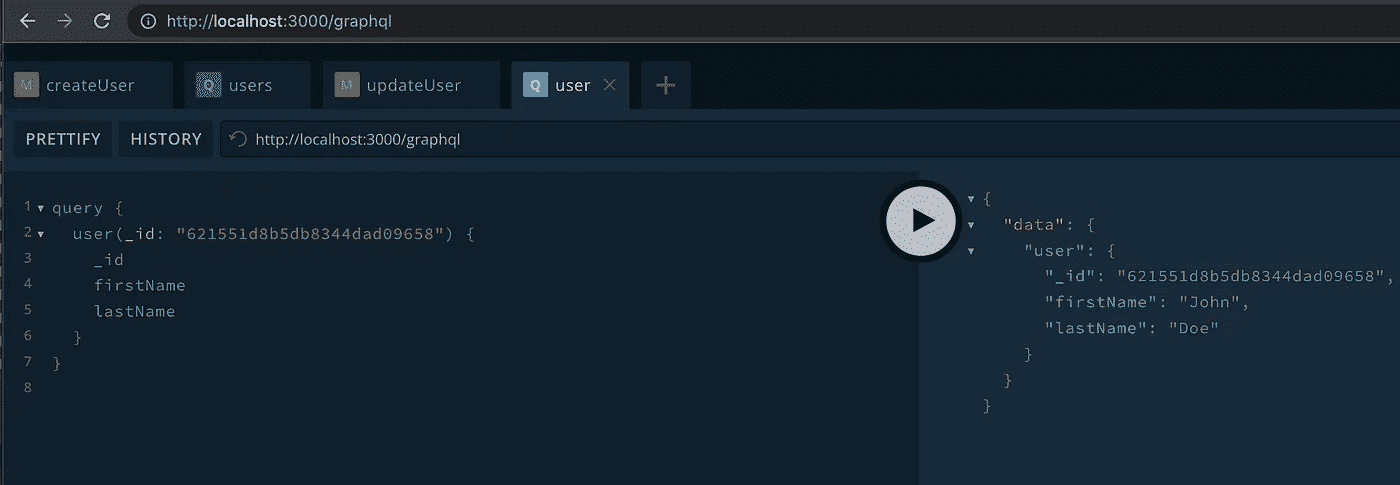 http://localhost:3000/graphql
M createUser
Q users
M updateUser
Q user
PRETTIFY
HISTORY
http://localhost:3000/graphql
1 query {
2 user(_id: "621551d8b5db8344dad09658") {
3 _id
4 firstName
5 lastName
6 }
7 }
8
{
"data": {
"user": {
"_id": "621551d8b5db8344dad09658",
"firstName": "John",
"lastName": "Doe"
}
}
}